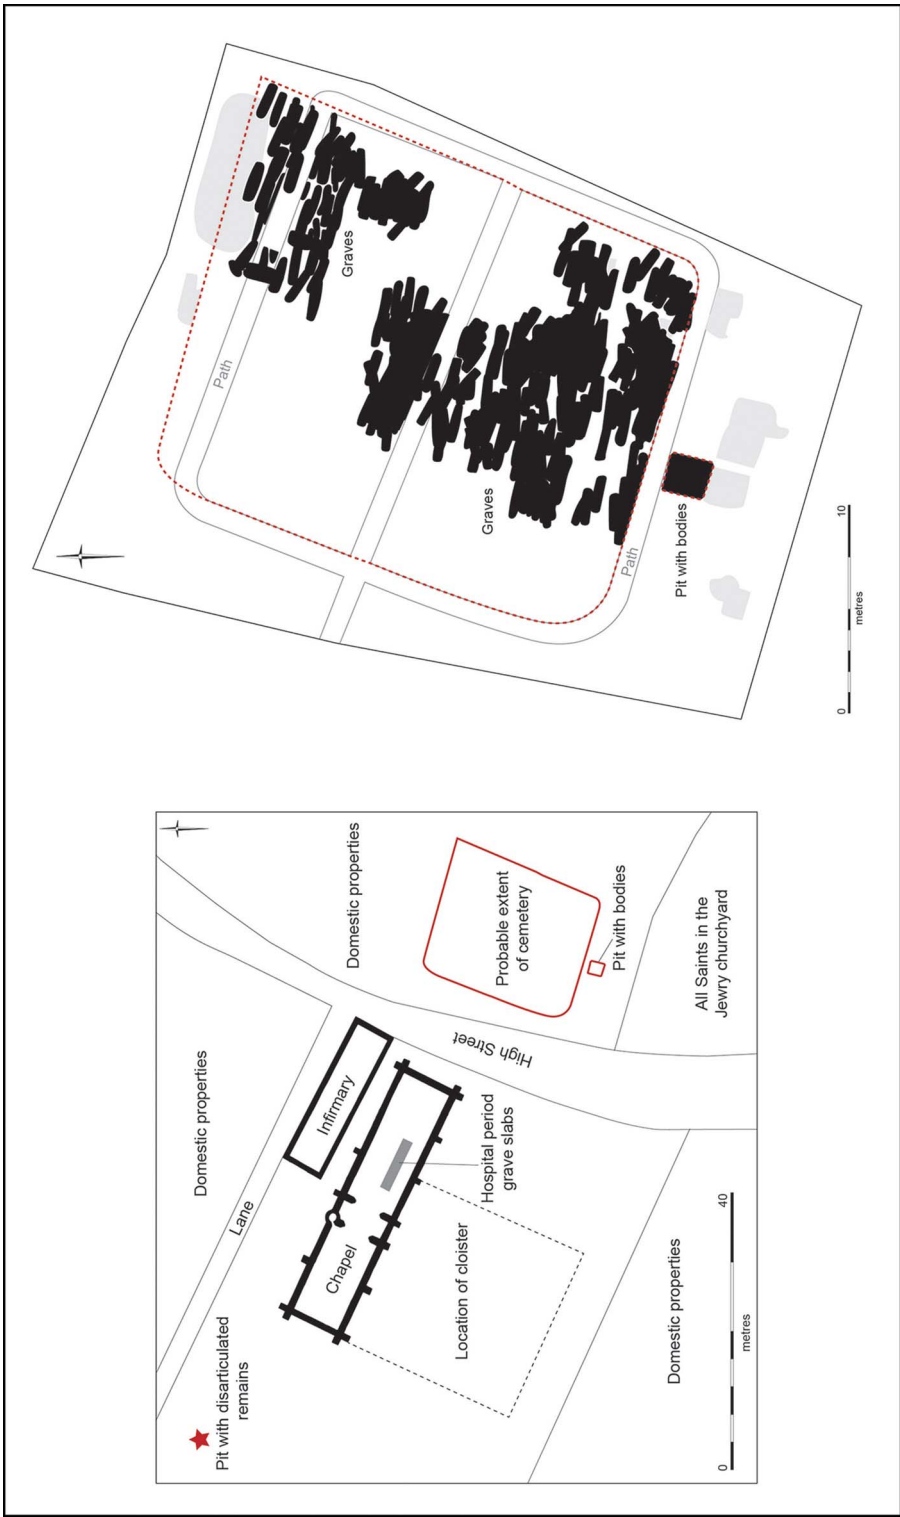 Domestic properties
Pit with disarticulated
remains
Lane
Infirmary
Chapel
Domestic properties
Location of cloister
Hospital period
grave slabs
High Street
Probable extent
of cemetery
Pit with bodies
Domestic properties
All Saints in the
Jewry churchyard
0 40
metres
Path
Graves
Graves
Path
Pit with bodies
0 10
metres